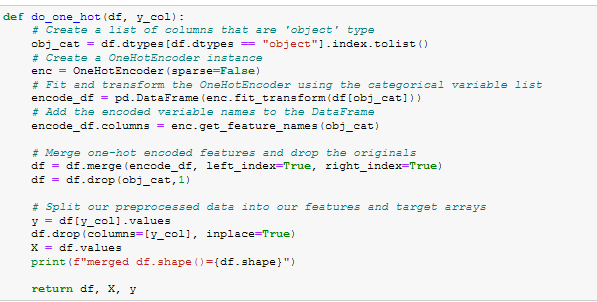 def do_one_hot(df, y_col):
    # Create a list of columns that are 'object' type
    obj_cat = df.dtypes[df.dtypes == "object"].index.tolist()
    # Create a OneHotEncoder instance
    enc = OneHotEncoder(sparse=False)
    # Fit and transform the OneHotEncoder using the categorical variable list
    encode_df = pd.DataFrame(enc.fit_transform(df[obj_cat]))
    # Add the encoded variable names to the DataFrame
    encode_df.columns = enc.get_feature_names(obj_cat)

    # Merge one-hot encoded features and drop the originals
    df = df.merge(encode_df, left_index=True, right_index=True)
    df = df.drop(obj_cat,1)

    # Split our preprocessed data into our features and target arrays
    y = df[y_col].values
    df.drop(columns=[y_col], inplace=True)
    X = df.values
    print(f"merged df.shape()={df.shape}")

    return df, X, y